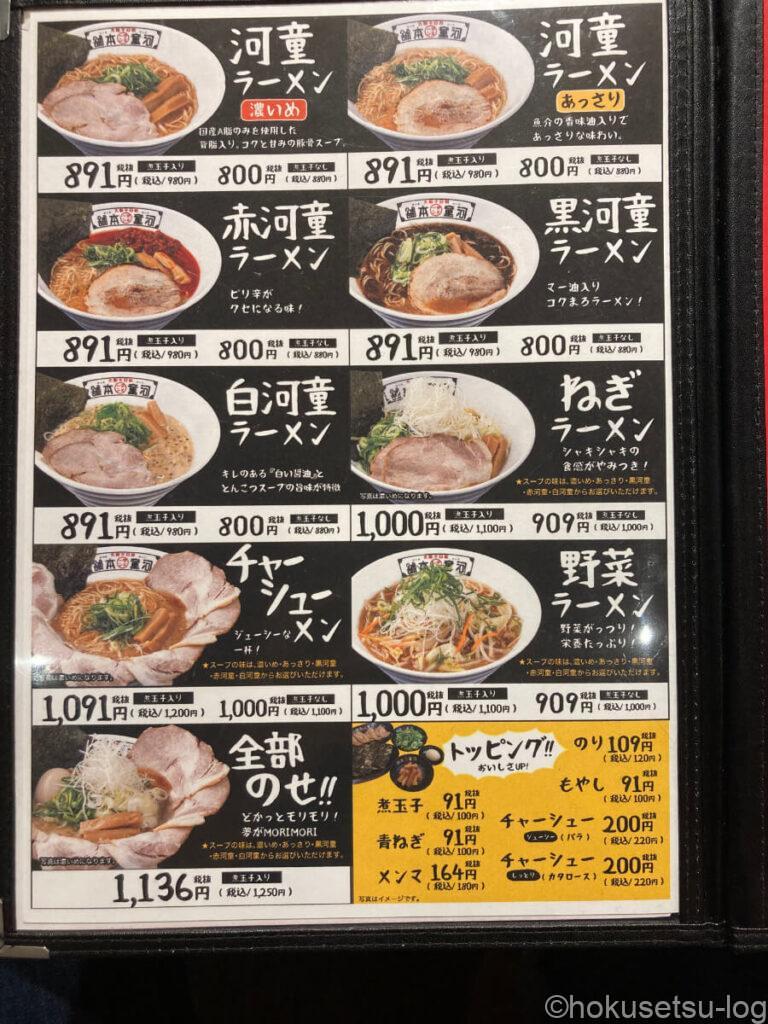 河童
ラーメン
濃いめ
国産A脂のみを使用した
背脂入り。コクと甘みの豚骨スープ。
891円 税抜 煮玉子入り (税込/980円)
800円 税抜 煮玉子なし (税込/880円)
河童
ラーメン
あっさり
魚介の香味油入りで
あっさりな味わい。
891円 税抜 煮玉子入り (税込/980円)
800円 税抜 煮玉子なし (税込/880円)
赤河童
ラーメン
ピリ辛が
クセになる味！
891円 税抜 煮玉子入り (税込/980円)
800円 税抜 煮玉子なし (税込/880円)
黒河童
ラーメン
マー油入り
コクまろラーメン！
891円 税抜 煮玉子入り (税込/980円)
800円 税抜 煮玉子なし (税込/880円)
白河童
ラーメン
キレのある『白い醤油』と
とんこつスープの旨味が特徴
891円 税抜 煮玉子入り (税込/980円)
800円 税抜 煮玉子なし (税込/880円)
ねぎ
ラーメン
シャキシャキの
食感がやみつき！
★スープの味は、濃いめ・あっさり・黒河童
・赤河童・白河童からお選びいただけます。
写真は濃いめになります。
1,000円 税抜 煮玉子入り (税込/1,100円)
909円 税抜 煮玉子なし (税込/1,000円)
チャー
シュー
メン
ジューシーな
一杯！
★スープの味は、濃いめ・あっさり・黒河童
・赤河童・白河童からお選びいただけます。
写真は濃いめになります。
1,091円 税抜 煮玉子入り (税込/1,200円)
1,000円 税抜 煮玉子なし (税込/1,100円)
野菜
ラーメン
野菜がっつり！
栄養たっぷり！
★スープの味は、濃いめ・あっさり・黒河童
・赤河童・白河童からお選びいただけます。
1,000円 税抜 煮玉子入り (税込/1,100円)
909円 税抜 煮玉子なし (税込/1,000円)
全部
のせ!!
どかっとモリモリ！
夢がMORIMORI
★スープの味は、濃いめ・あっさり・黒河童
・赤河童・白河童からお選びいただけます。
写真は濃いめになります。
1,136円 税抜 煮玉子入り (税込/1,250円)
トッピング!!
おいしさUP!
煮玉子 91円 税抜 (税込/100円)
青ねぎ 91円 税抜 (税込/100円)
メンマ 164円 税抜 (税込/180円)
のり 109円 税抜 (税込/120円)
もやし 91円 税抜 (税込/100円)
チャーシュー ジューシー (バラ) 200円 税抜 (税込/220円)
チャーシュー しっとり (カタロース) 200円 税抜 (税込/220円)
写真はイメージです。
©hokusetsu-log